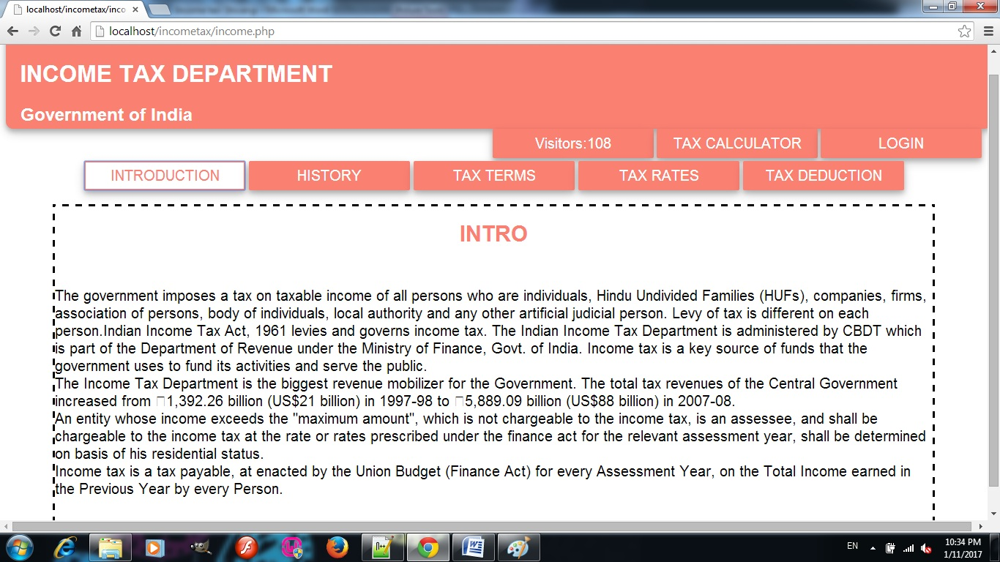 localhost/incometax/inco
localhost/incometax/income.php
INCOME TAX DEPARTMENT
Government of India
Visitors:108
TAX CALCULATOR
LOGIN
INTRODUCTION
HISTORY
TAX TERMS
TAX RATES
TAX DEDUCTION
INTRO
The government imposes a tax on taxable income of all persons who are individuals, Hindu Undivided Families (HUFs), companies, firms,
association of persons, body of individuals, local authority and any other artificial judicial person. Levy of tax is different on each
person.Indian Income Tax Act, 1961 levies and governs income tax. The Indian Income Tax Department is administered by CBDT which
is part of the Department of Revenue under the Ministry of Finance, Govt. of India. Income tax is a key source of funds that the
government uses to fund its activities and serve the public.
The Income Tax Department is the biggest revenue mobilizer for the Government. The total tax revenues of the Central Government
increased from □1,392.26 billion (US$21 billion) in 1997-98 to □5,889.09 billion (US$88 billion) in 2007-08.
An entity whose income exceeds the "maximum amount", which is not chargeable to the income tax, is an assessee, and shall be
chargeable to the income tax at the rate or rates prescribed under the finance act for the relevant assessment year, shall be determined
on basis of his residential status.
Income tax is a tax payable, at enacted by the Union Budget (Finance Act) for every Assessment Year, on the Total Income earned in
the Previous Year by every Person.
EN
10:34 PM
1/11/2017